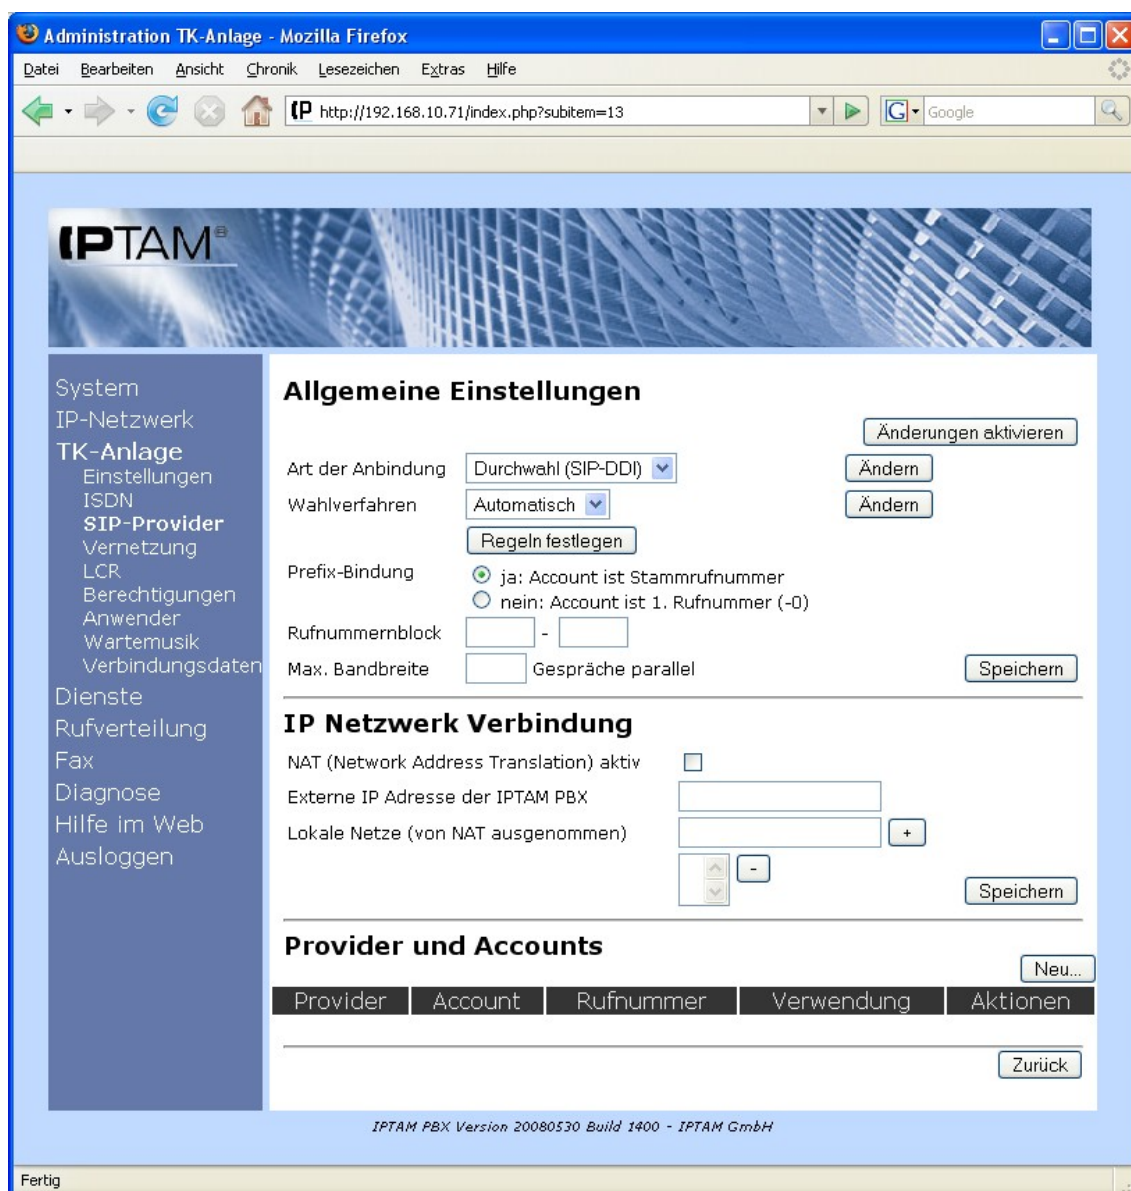 Administration TK-Anlage - Mozilla Firefox
Datei Bearbeiten Ansicht Chronik Lesezeichen Extras Hilfe
http://192.168.10.71/index.php?subitem=13
Google
IPTAM®
System
IP-Netzwerk
TK-Anlage
Einstellungen
ISDN
SIP-Provider
Vernetzung
LCR
Berechtigungen
Anwender
Wartemusik
Verbindungsdaten
Dienste
Rufverteilung
Fax
Diagnose
Hilfe im Web
Ausloggen
Allgemeine Einstellungen
Änderungen aktivieren
Art der Anbindung Durchwahl (SIP-DDI) Ändern
Wahlverfahren Automatisch Ändern
Regeln festlegen
Prefix-Bindung ja: Account ist Stammrufnummer
nein: Account ist 1. Rufnummer (-0)
Rufnummernblock -
Max. Bandbreite Gespräche parallel Speichern
IP Netzwerk Verbindung
NAT (Network Address Translation) aktiv
Externe IP Adresse der IPTAM PBX
Lokale Netze (von NAT ausgenommen) +
-
Speichern
Provider und Accounts
Neu...
Provider Account Rufnummer Verwendung Aktionen
Zurück
IPTAM PBX Version 20080530 Build 1400 - IPTAM GmbH
Fertig